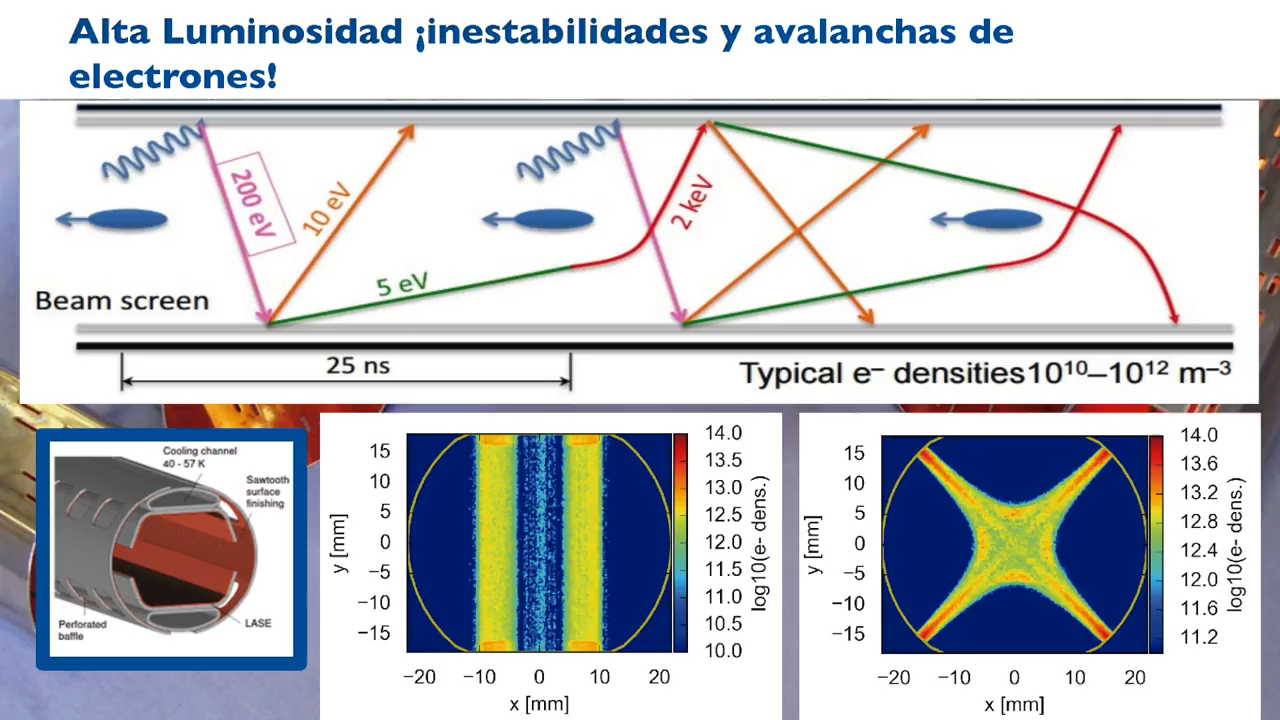 Alta Luminosidad ¡inestabilidades y avalanchas de
electrones!
200 eV
10 eV
5 eV
2 keV
Beam screen
25 ns
Typical e⁻ densities10¹⁰–10¹² m⁻³
Cooling channel
40 - 57 K
Sawtooth
surface
finishing
Perforated
baffle
LASE
y [mm]
15
10
5
0
−5
−10
−15
−20
−10
0
10
20
x [mm]
14.0
13.5
13.0
12.5
12.0
11.5
11.0
10.5
10.0
log10(e- dens.)
y [mm]
15
10
5
0
−5
−10
−15
−20
−10
0
10
20
x [mm]
14.0
13.6
13.2
12.8
12.4
12.0
11.6
11.2
log10(e- dens.)